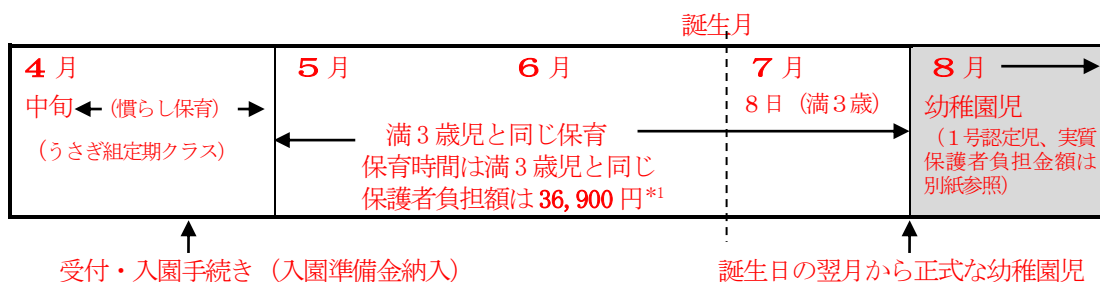 誕生月
４月
５月
６月
７月
８月
中旬
（慣らし保育）
（うさぎ組定期クラス）
満３歳児と同じ保育
保育時間は満３歳児と同じ
保護者負担額は 36,900 円*1
8日（満３歳）
幼稚園児
（１号認定児、実質
保護者負担金額は
別紙参照）
受付・入園手続き（入園準備金納入）
誕生日の翌月から正式な幼稚園児